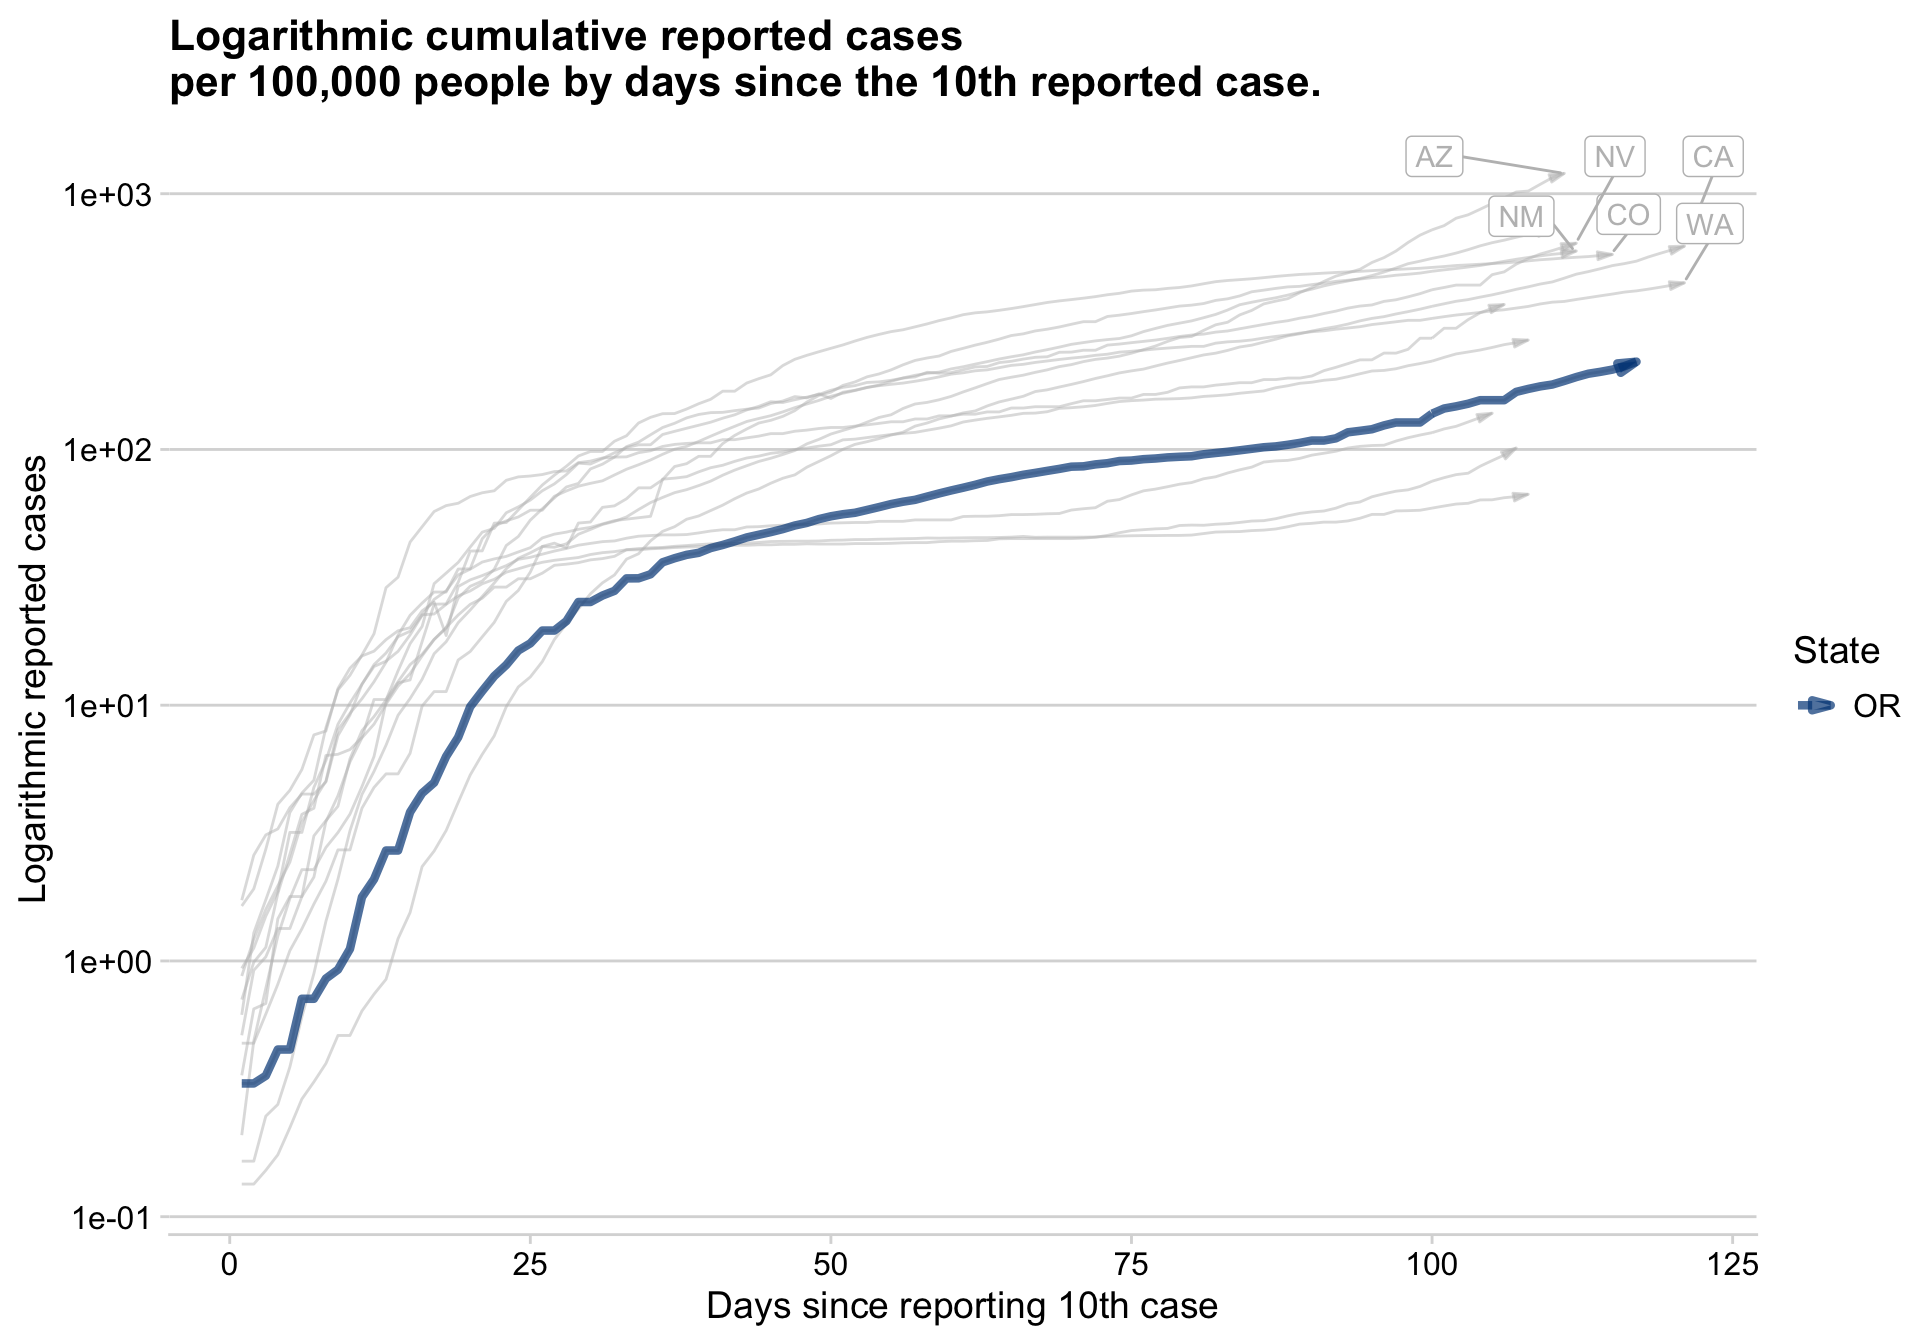 Logarithmic cumulative reported cases
per 100,000 people by days since the 10th reported case.
AZ
NV
CA
NM
CO
WA
1e+03
1e+02
1e+01
1e+00
1e-01
Logarithmic reported cases
State
OR
0
25
50
75
100
125
Days since reporting 10th case